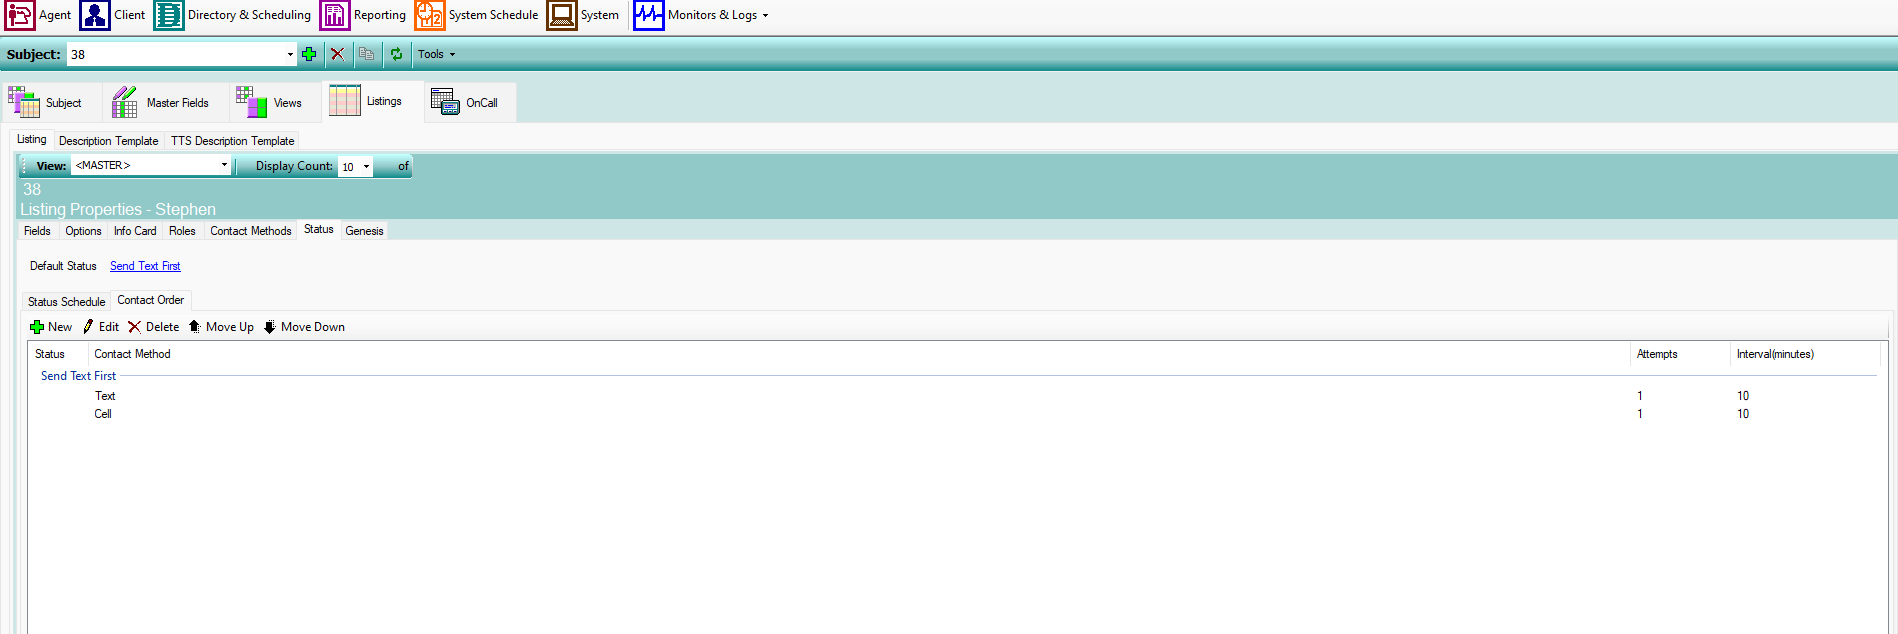 Agent Client Directory & Scheduling Reporting System Schedule System Monitors & Logs
Subject: 38 Tools
Subject Master Fields Views Listings OnCall
Listing Description Template TTS Description Template
View: <MASTER> Display Count: 10 of
38
Listing Properties - Stephen
Fields Options Info Card Roles Contact Methods Status Genesis
Default Status Send Text First
Status Schedule Contact Order
New Edit Delete Move Up Move Down
Status Contact Method Attempts Interval(minutes)
Send Text First
Text 1 10
Cell 1 10